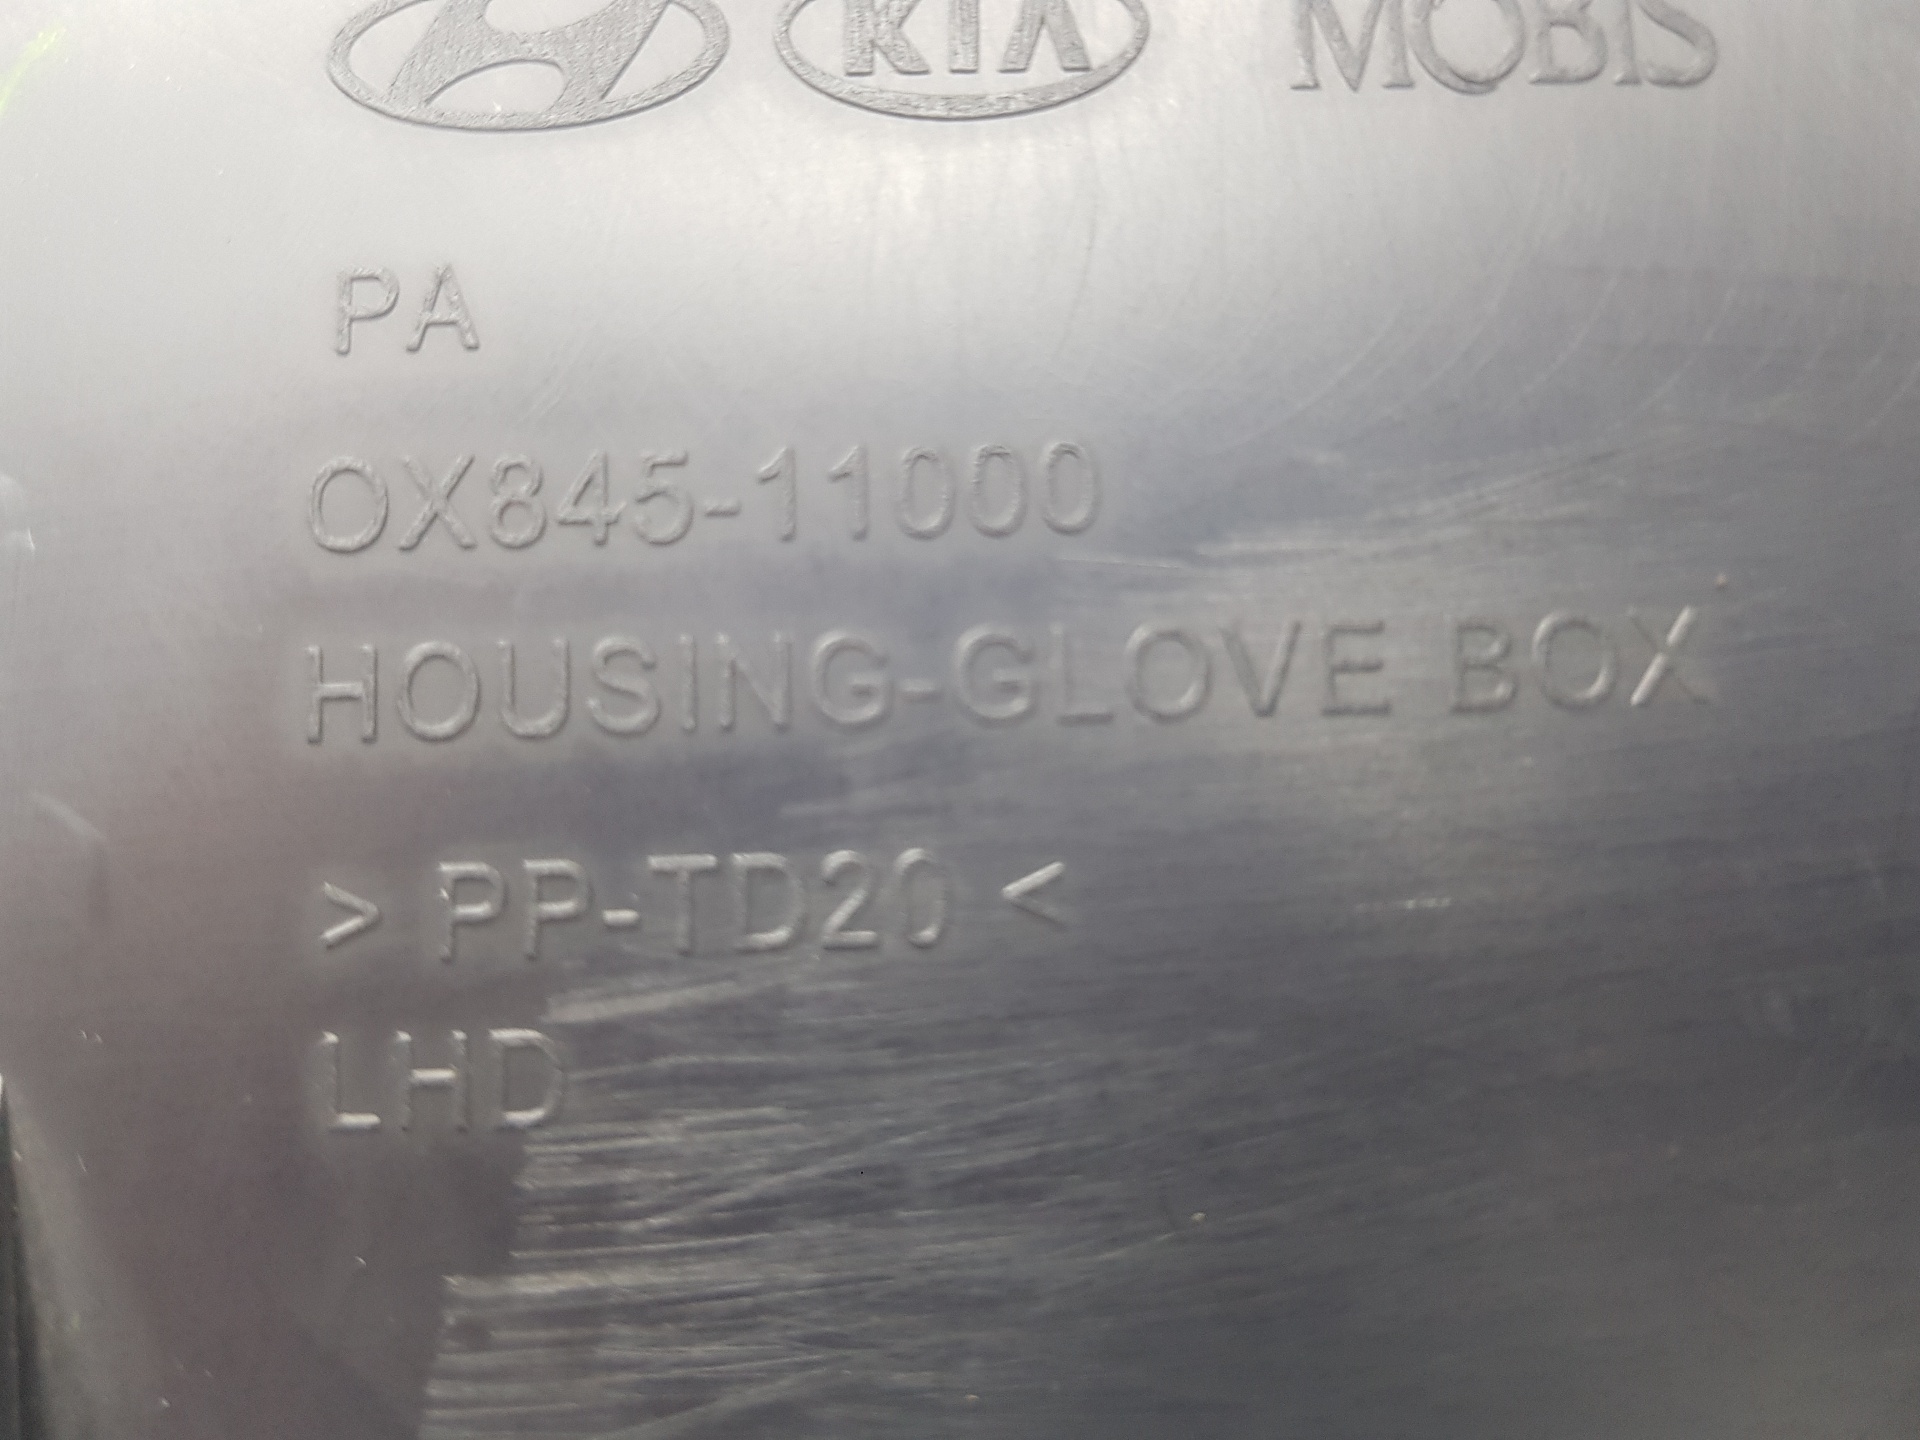 KIA MOBIS
PA
OX845-11000
HOUSING-GLOVE BOX
> PP-TD20 <
LHD